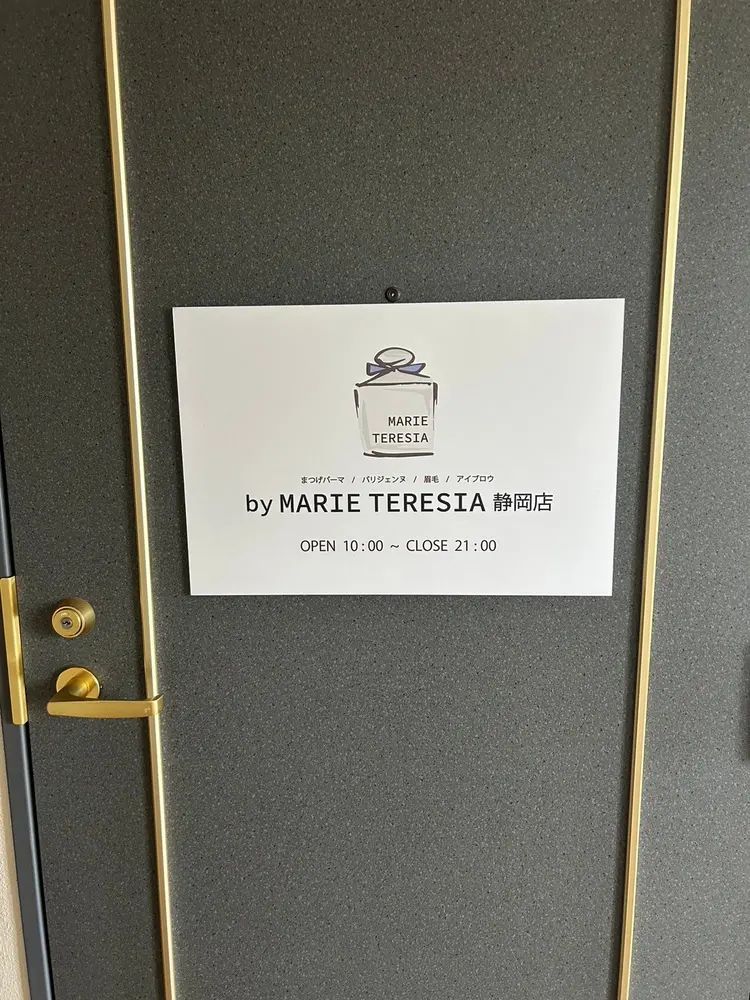 MARIE
TERESIA
まつげパーマ / パリジェンヌ / 眉毛 / アイブロウ
by MARIE TERESIA 静岡店
OPEN 10:00 ~ CLOSE 21:00